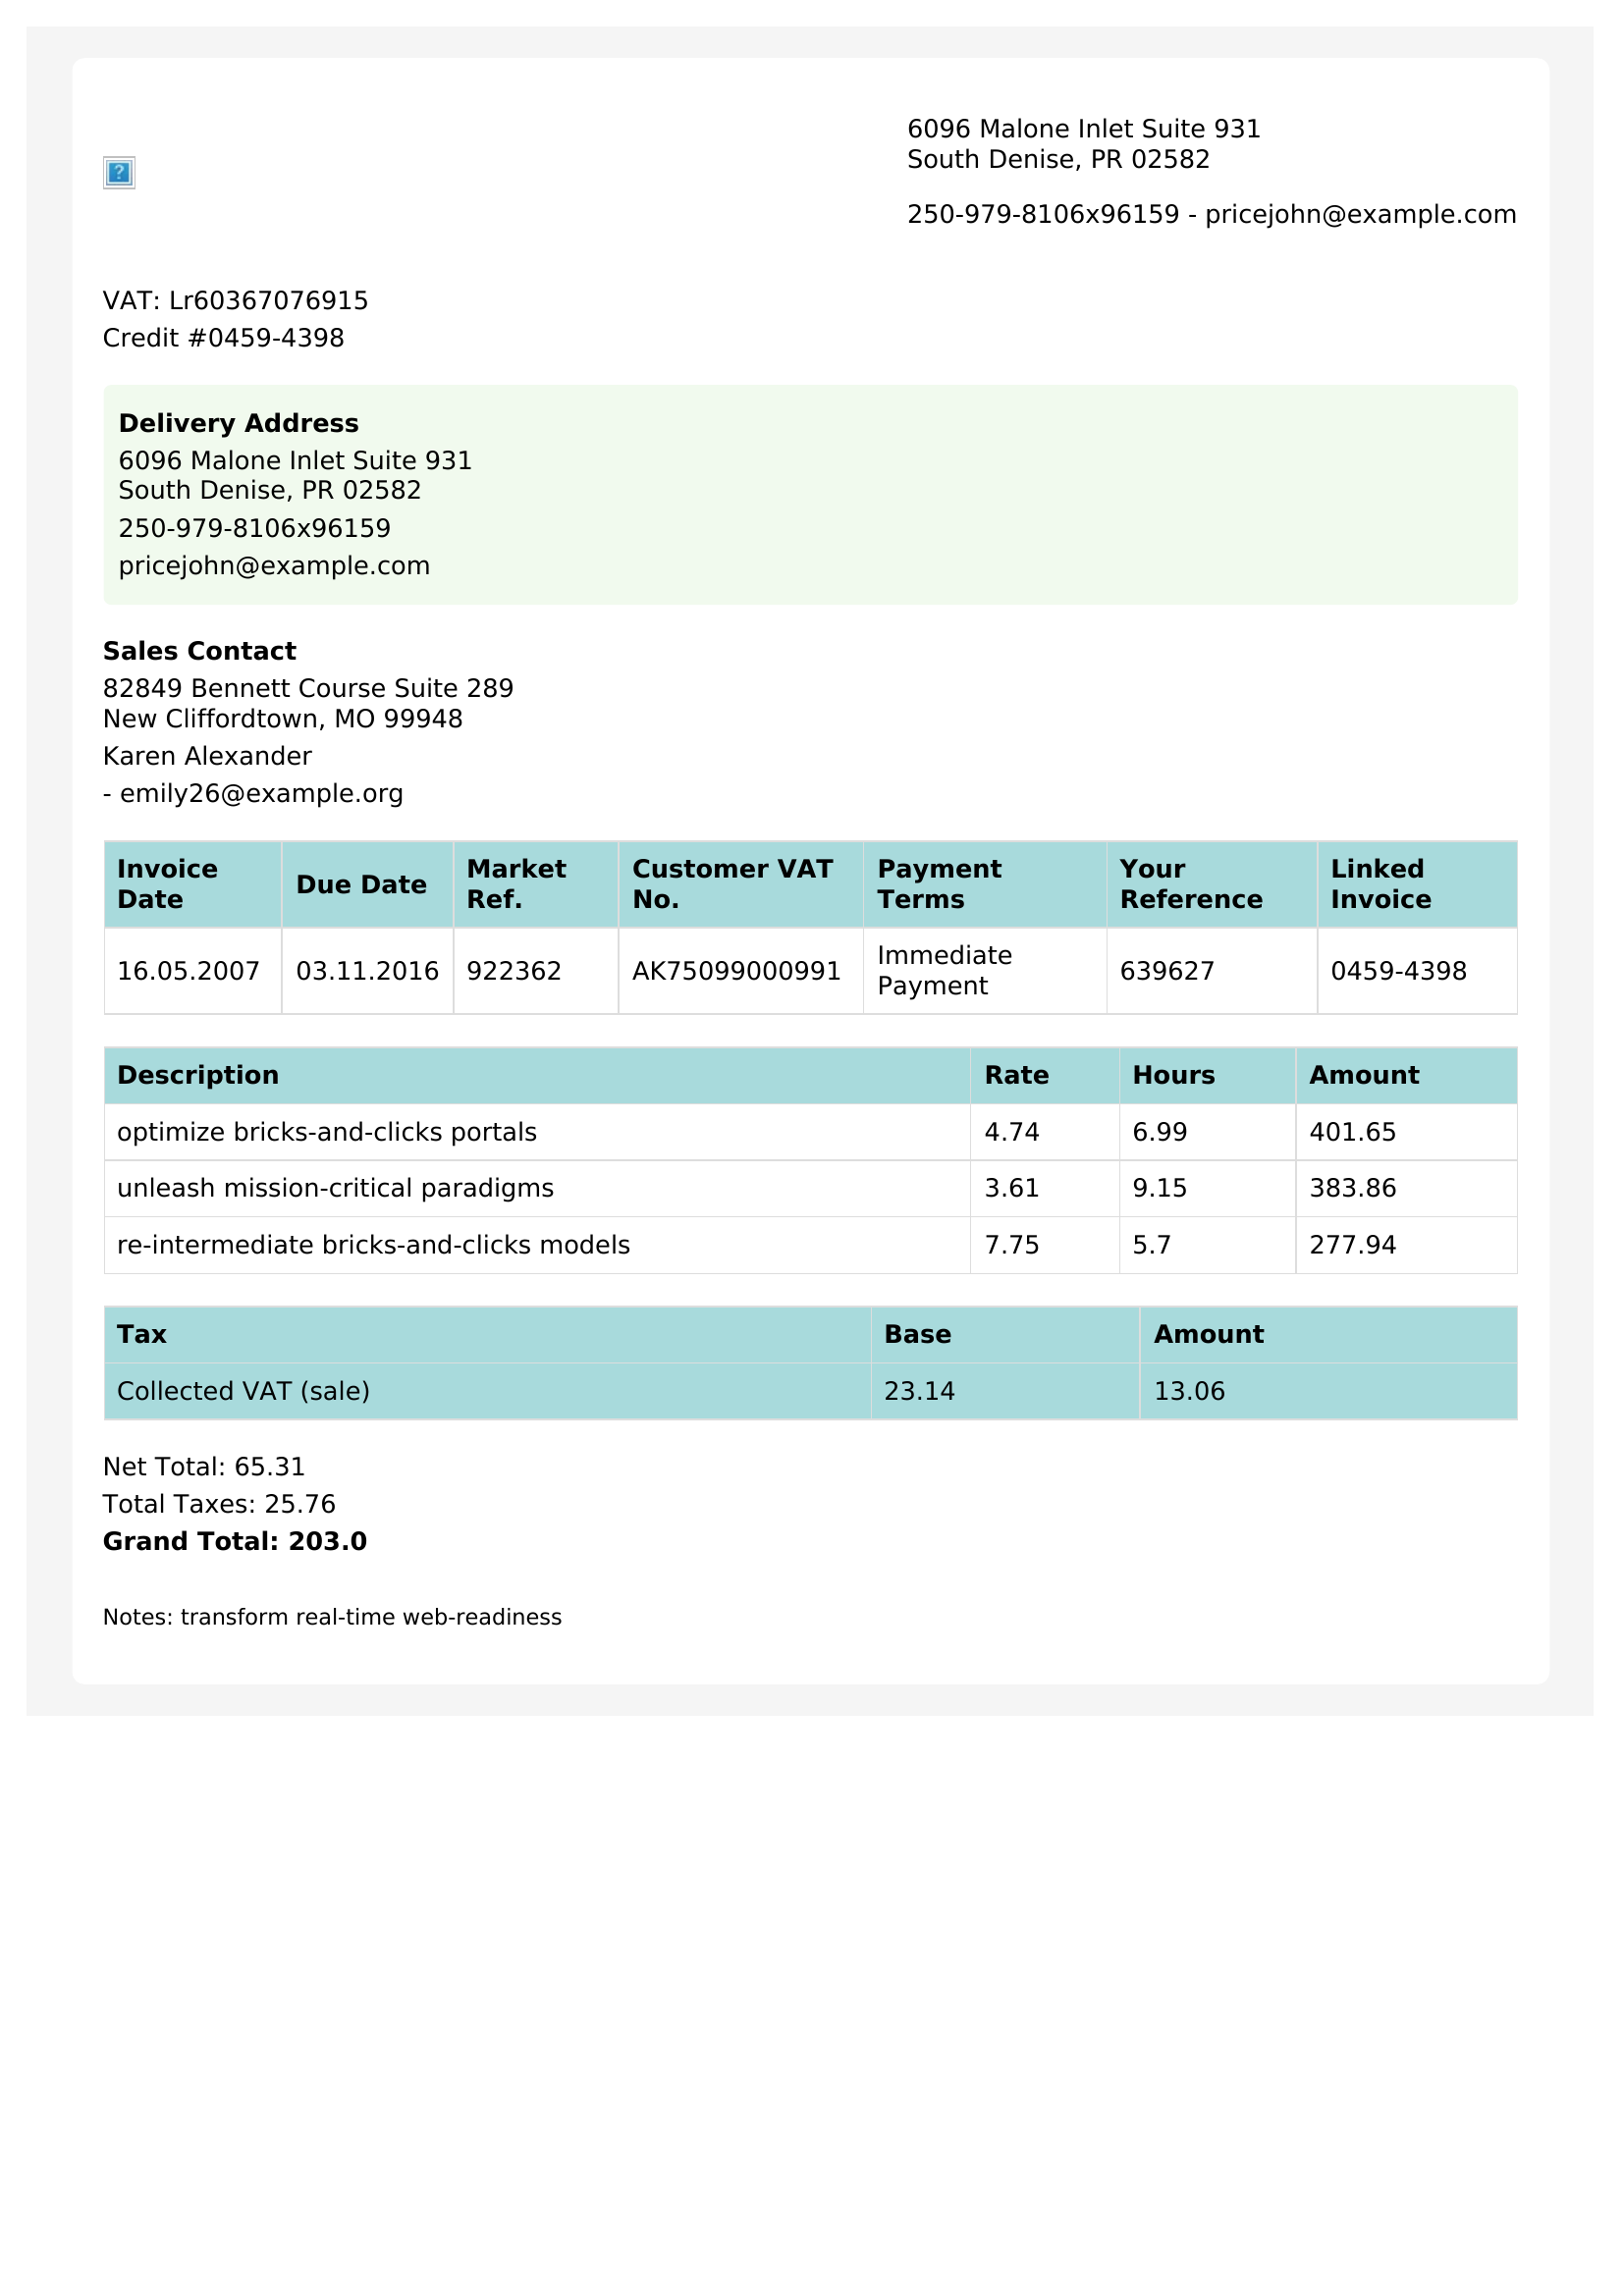 6096 Malone Inlet Suite 931
South Denise, PR 02582
250-979-8106x96159 - pricejohn@example.com
VAT: Lr60367076915
Credit #0459-4398
Delivery Address
6096 Malone Inlet Suite 931
South Denise, PR 02582
250-979-8106x96159
pricejohn@example.com
Sales Contact
82849 Bennett Course Suite 289
New Cliffordtown, MO 99948
Karen Alexander
- emily26@example.org
Invoice Date Due Date Market Ref. Customer VAT No. Payment Terms Your Reference Linked Invoice
16.05.2007 03.11.2016 922362 AK75099000991 Immediate Payment 639627 0459-4398
Description Rate Hours Amount
optimize bricks-and-clicks portals 4.74 6.99 401.65
unleash mission-critical paradigms 3.61 9.15 383.86
re-intermediate bricks-and-clicks models 7.75 5.7 277.94
Tax Base Amount
Collected VAT (sale) 23.14 13.06
Net Total: 65.31
Total Taxes: 25.76
Grand Total: 203.0
Notes: transform real-time web-readiness